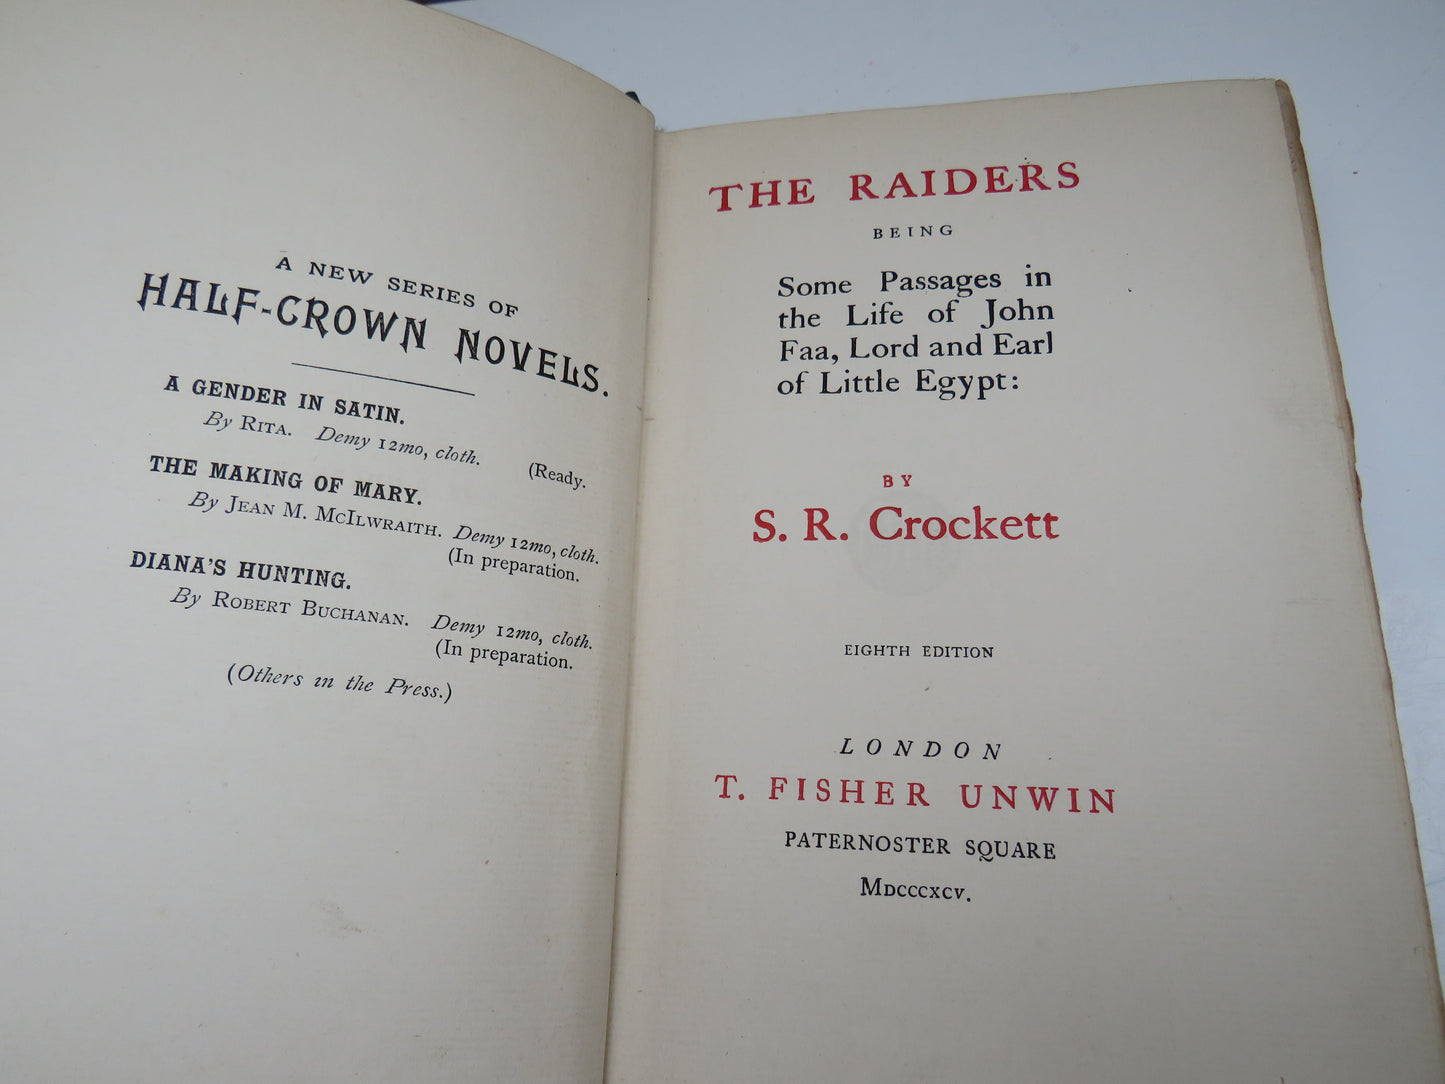 A NEW SERIES OF
HALF-CROWN NOVELS.
A GENDER IN SATIN.
By RITA. Demy 12mo, cloth.
(Ready.
THE MAKING OF MARY.
By JEAN M. MCILWRAITH. Demy 12mo, cloth.
(In preparation.
DIANA'S HUNTING.
By ROBERT BUCHANAN. Demy 12mo, cloth.
(In preparation.
(Others in the Press.)
THE RAIDERS
BEING
Some Passages in
the Life of John
Faa, Lord and Earl
of Little Egypt:
BY
S. R. Crockett
EIGHTH EDITION
LONDON
T. FISHER UNWIN
PATERNOSTER SQUARE
MDCCCXCV.